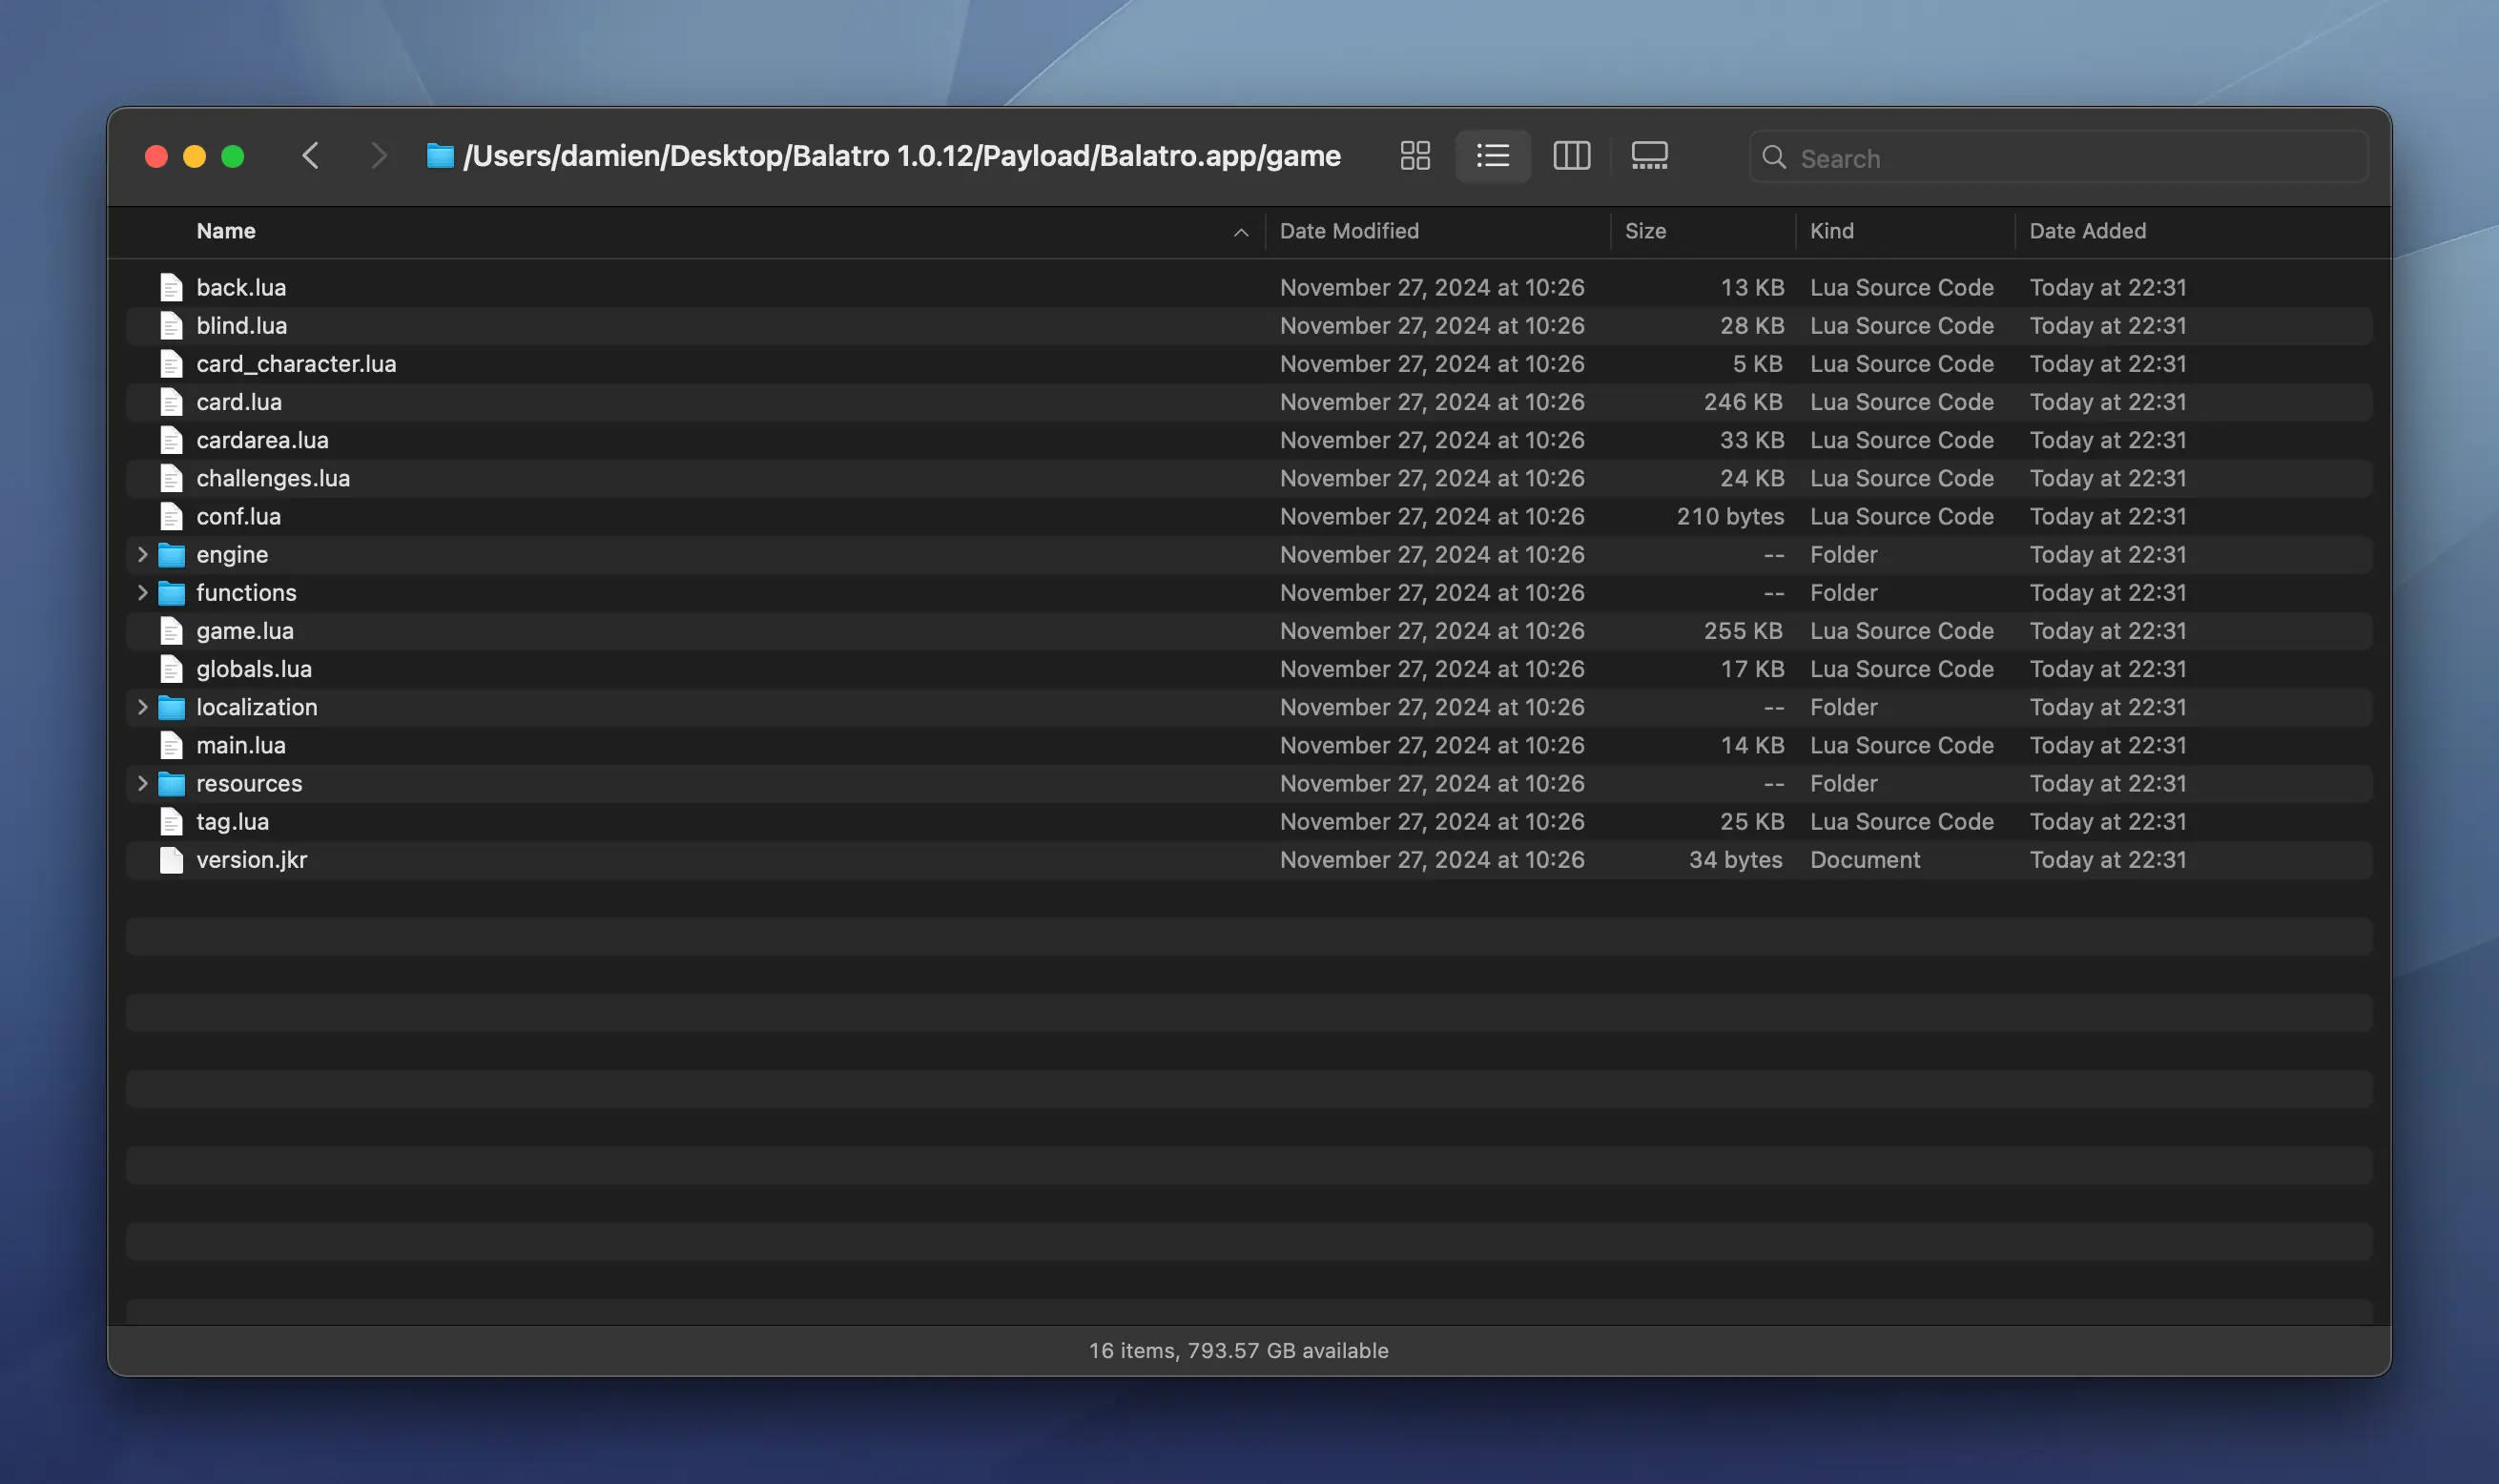 /Users/damien/Desktop/Balatro 1.0.12/Payload/Balatro.app/game Search
Name Date Modified Size Kind Date Added
back.lua November 27, 2024 at 10:26 13 KB Lua Source Code Today at 22:31
blind.lua November 27, 2024 at 10:26 28 KB Lua Source Code Today at 22:31
card_character.lua November 27, 2024 at 10:26 5 KB Lua Source Code Today at 22:31
card.lua November 27, 2024 at 10:26 246 KB Lua Source Code Today at 22:31
cardarea.lua November 27, 2024 at 10:26 33 KB Lua Source Code Today at 22:31
challenges.lua November 27, 2024 at 10:26 24 KB Lua Source Code Today at 22:31
conf.lua November 27, 2024 at 10:26 210 bytes Lua Source Code Today at 22:31
engine November 27, 2024 at 10:26 -- Folder Today at 22:31
functions November 27, 2024 at 10:26 -- Folder Today at 22:31
game.lua November 27, 2024 at 10:26 255 KB Lua Source Code Today at 22:31
globals.lua November 27, 2024 at 10:26 17 KB Lua Source Code Today at 22:31
localization November 27, 2024 at 10:26 -- Folder Today at 22:31
main.lua November 27, 2024 at 10:26 14 KB Lua Source Code Today at 22:31
resources November 27, 2024 at 10:26 -- Folder Today at 22:31
tag.lua November 27, 2024 at 10:26 25 KB Lua Source Code Today at 22:31
version.jkr November 27, 2024 at 10:26 34 bytes Document Today at 22:31
16 items, 793.57 GB available